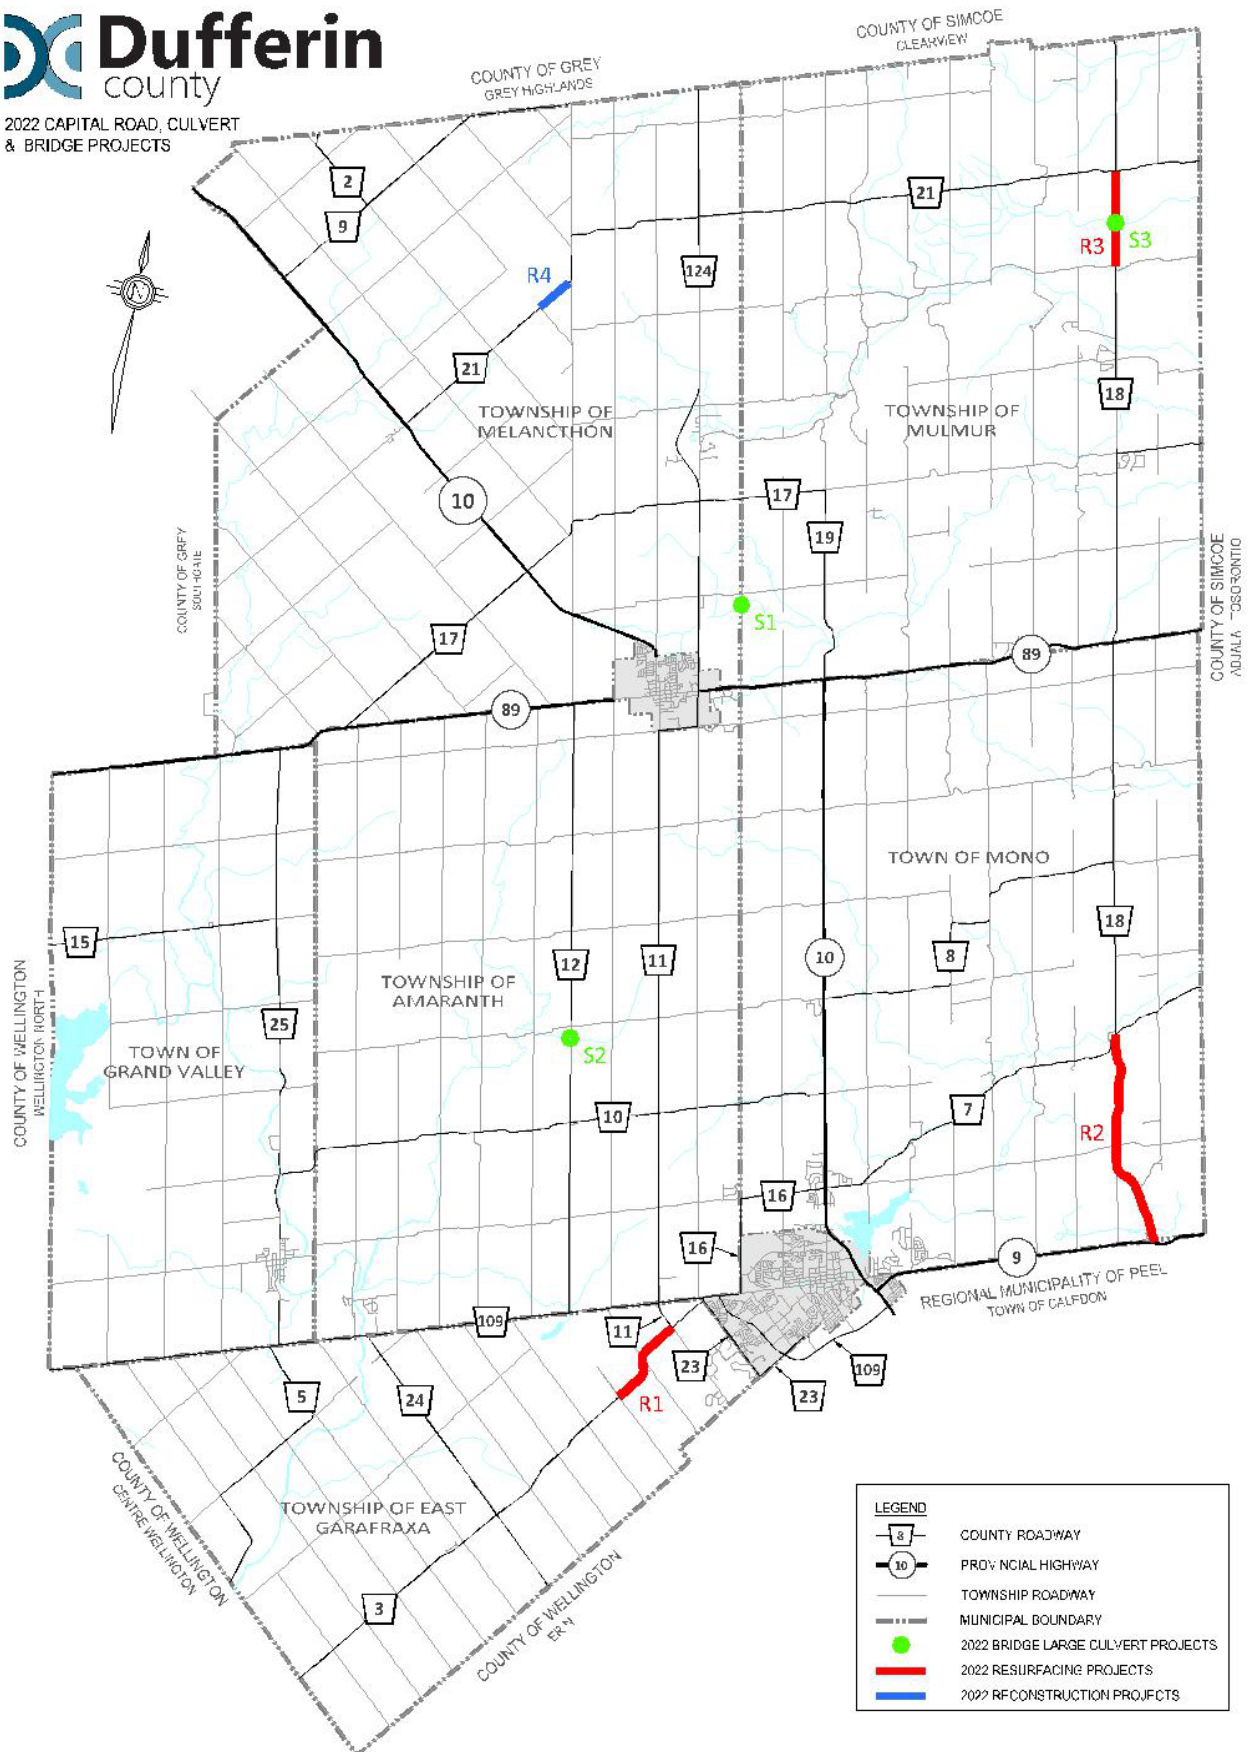 Dufferin
county
2022 CAPITAL ROAD, CULVERT
& BRIDGE PROJECTS
COUNTY OF SIMCOE
CLEARVIEW
COUNTY OF GREY
GREY HIGHLANDS
2
9
21
124
R3
S3
R4
N
21
18
TOWNSHIP OF
MELANCTHON
TOWNSHIP OF
MULMUR
10
17
19
COUNTY OF GREY
SOUTHGATE
COUNTY OF SIMCOE
ADJALA TOSORONTIO
S1
17
89
89
TOWN OF MONO
15
12
11
10
8
18
TOWNSHIP OF
AMARANTH
25
S2
TOWN OF
GRAND VALLEY
COUNTY OF WELLINGTON
WELLINGTON NORTH
10
7
R2
16
16
9
REGIONAL MUNICIPALITY OF PEEL
TOWN OF CALEDON
109
11
23
109
23
R1
5
24
COUNTY OF WELLINGTON
CENTRE WELLINGTON
TOWNSHIP OF EAST
GARAFRAXA
3
COUNTY OF WELLINGTON
ERIN
LEGEND
8 COUNTY ROADWAY
10 PROVINCIAL HIGHWAY
TOWNSHIP ROADWAY
MUNICIPAL BOUNDARY
2022 BRIDGE LARGE CULVERT PROJECTS
2022 RESURFACING PROJECTS
2022 RECONSTRUCTION PROJECTS